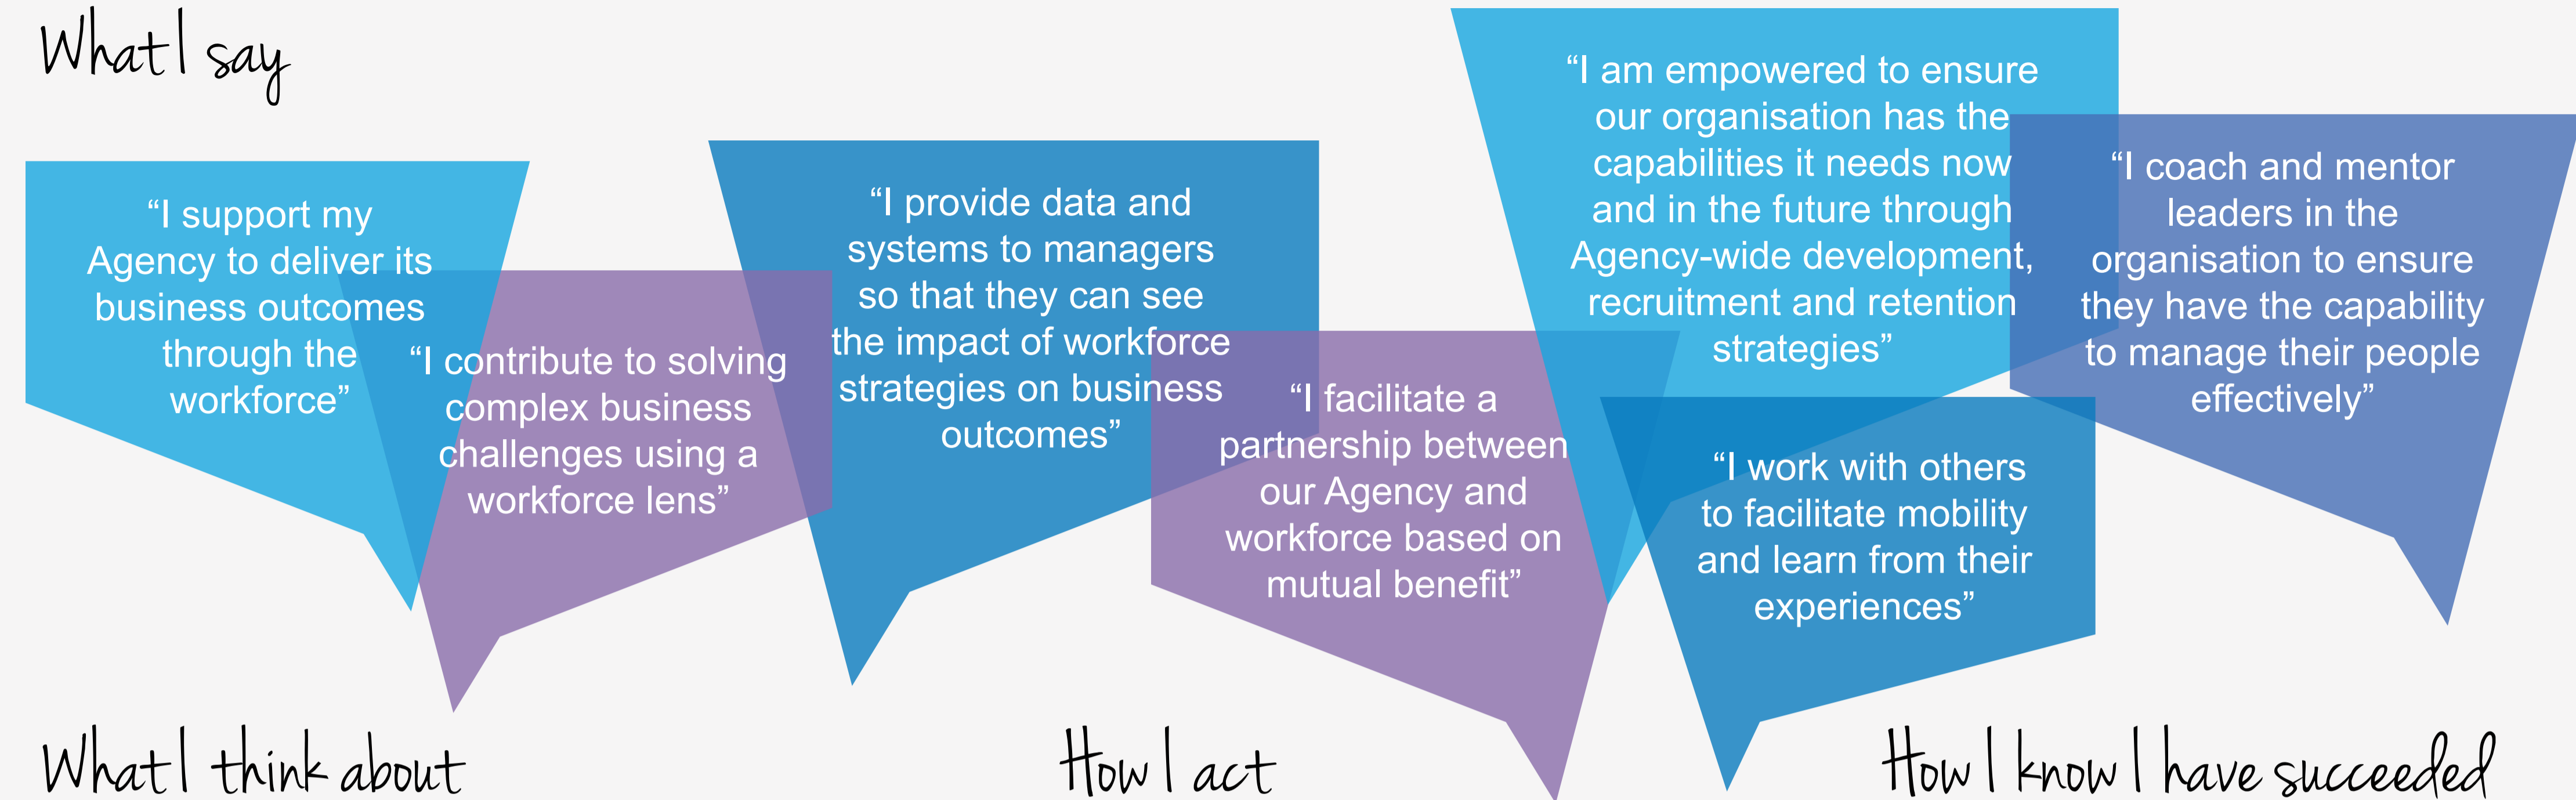 What I say
“I support my
Agency to deliver its
business outcomes
through the
workforce”
“I contribute to solving
complex business
challenges using a
workforce lens”
“I provide data and
systems to managers
so that they can see
the impact of workforce
strategies on business
outcomes”
“I facilitate a
partnership between
our Agency and
workforce based on
mutual benefit”
“I am empowered to ensure
our organisation has the
capabilities it needs now
and in the future through
Agency-wide development,
recruitment and retention
strategies”
“I work with others
to facilitate mobility
and learn from their
experiences”
“I coach and mentor
leaders in the
organisation to ensure
they have the capability
to manage their people
effectively”
What I think about
How I act
How I know I have succeeded